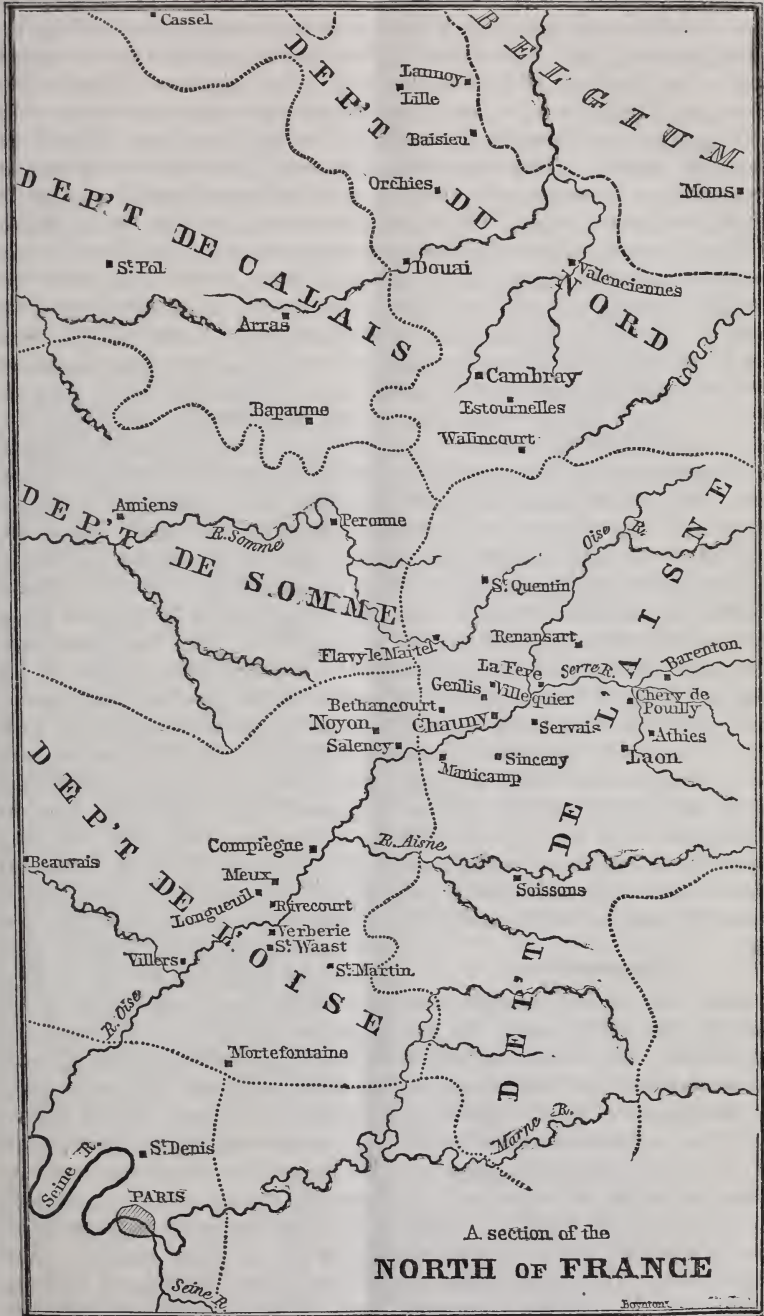 Cassel
BELGIUM
DEP'T DU NORD
Lannoy
Lille
Baisieu
Orchies
Mons
DEP'T DE CALAIS
St. Pol
Douai
Valenciennes
Arras
Cambray
Estournelles
Bapaume
Walincourt
DEP'T DE SOMME
Amiens
R. Somme
Peronne
Oise R.
DEP'T DE L'AISNE
St. Quentin
Flavy le Martel
Renansart
La Fere
Serre R.
Barenton
Genlis
Villequier
Bethancourt
Chery de
Pouilly
Noyon
Chauny
Servais
Athies
Salency
Sinceny
Laon
Manicamp
DEP'T DE L'OISE
Compiegne
R. Aisne
Beauvais
Meux
Soissons
Longueuil
Rivecourt
Verberie
St. Waast
Villers
St. Martin
R. Oise
Mortefontaine
Marne R.
St. Denis
Seine R.
PARIS
Seine R.
A section of the
NORTH OF FRANCE
Boynton